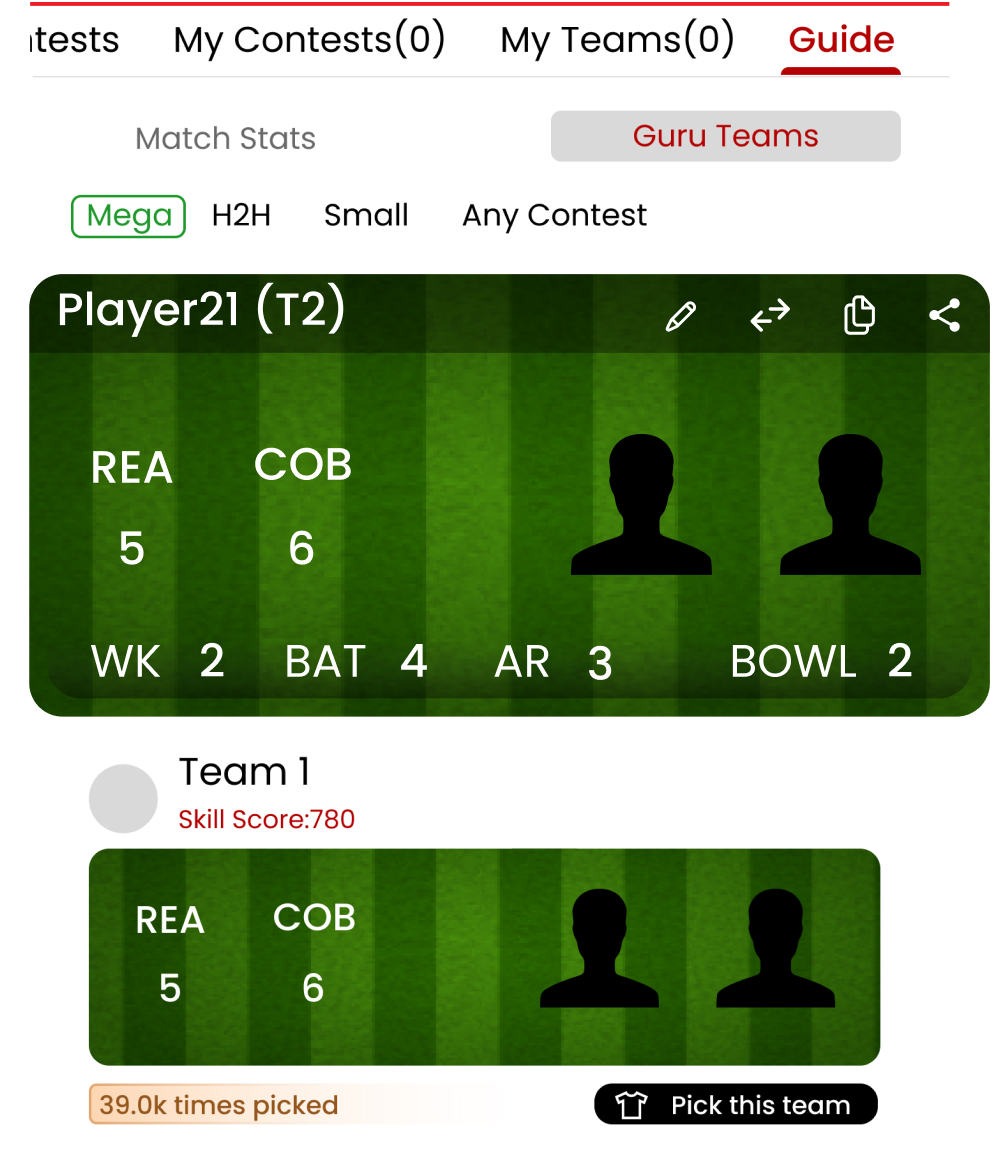 ntests My Contests(0) My Teams(0) Guide
Match Stats Guru Teams
Mega H2H Small Any Contest
Player21 (T2)
REA COB
5 6
WK 2 BAT 4 AR 3 BOWL 2
Team 1
Skill Score:780
REA COB
5 6
39.0k times picked Pick this team